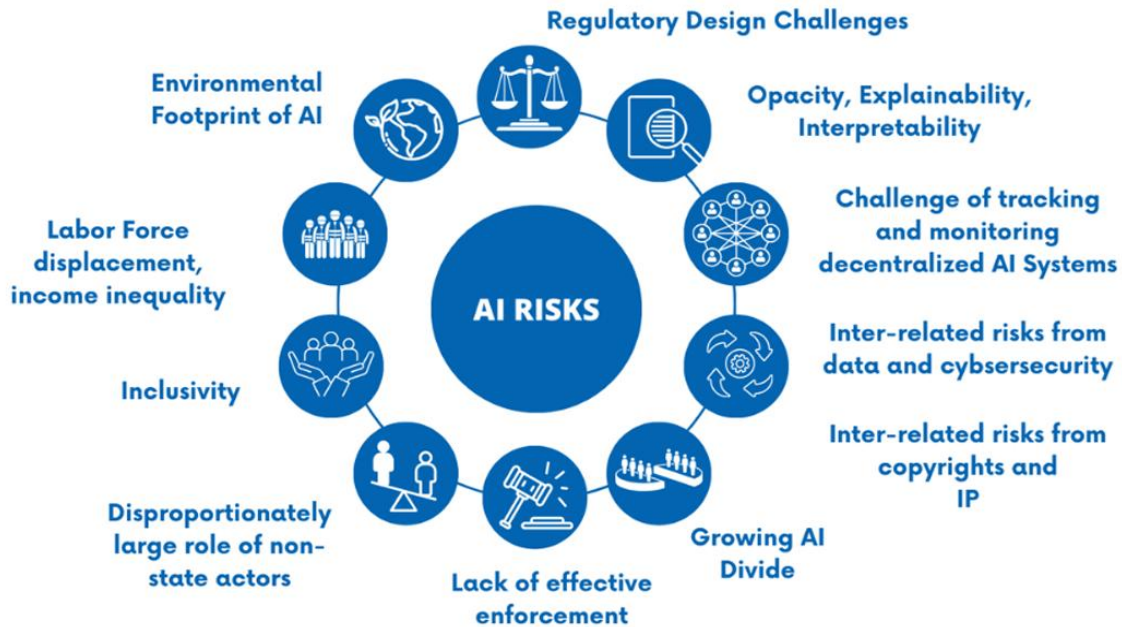 Regulatory Design Challenges
Environmental
Footprint of AI
Opacity, Explainability,
Interpretability
Challenge of tracking
and monitoring
decentralized AI Systems
Labor Force
displacement,
income inequality
AI RISKS
Inter-related risks from
data and cybsersecurity
Inclusivity
Inter-related risks from
copyrights and
IP
Disproportionately
large role of non-
state actors
Growing AI
Divide
Lack of effective
enforcement